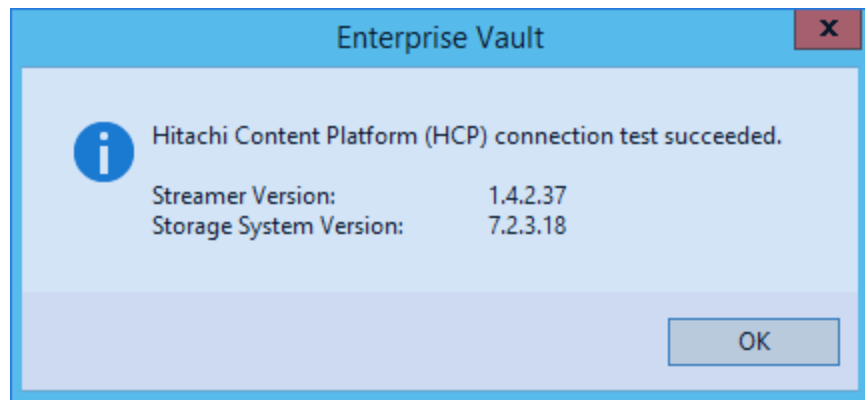 Enterprise Vault
x
i
Hitachi Content Platform (HCP) connection test succeeded.
Streamer Version: 1.4.2.37
Storage System Version: 7.2.3.18
OK